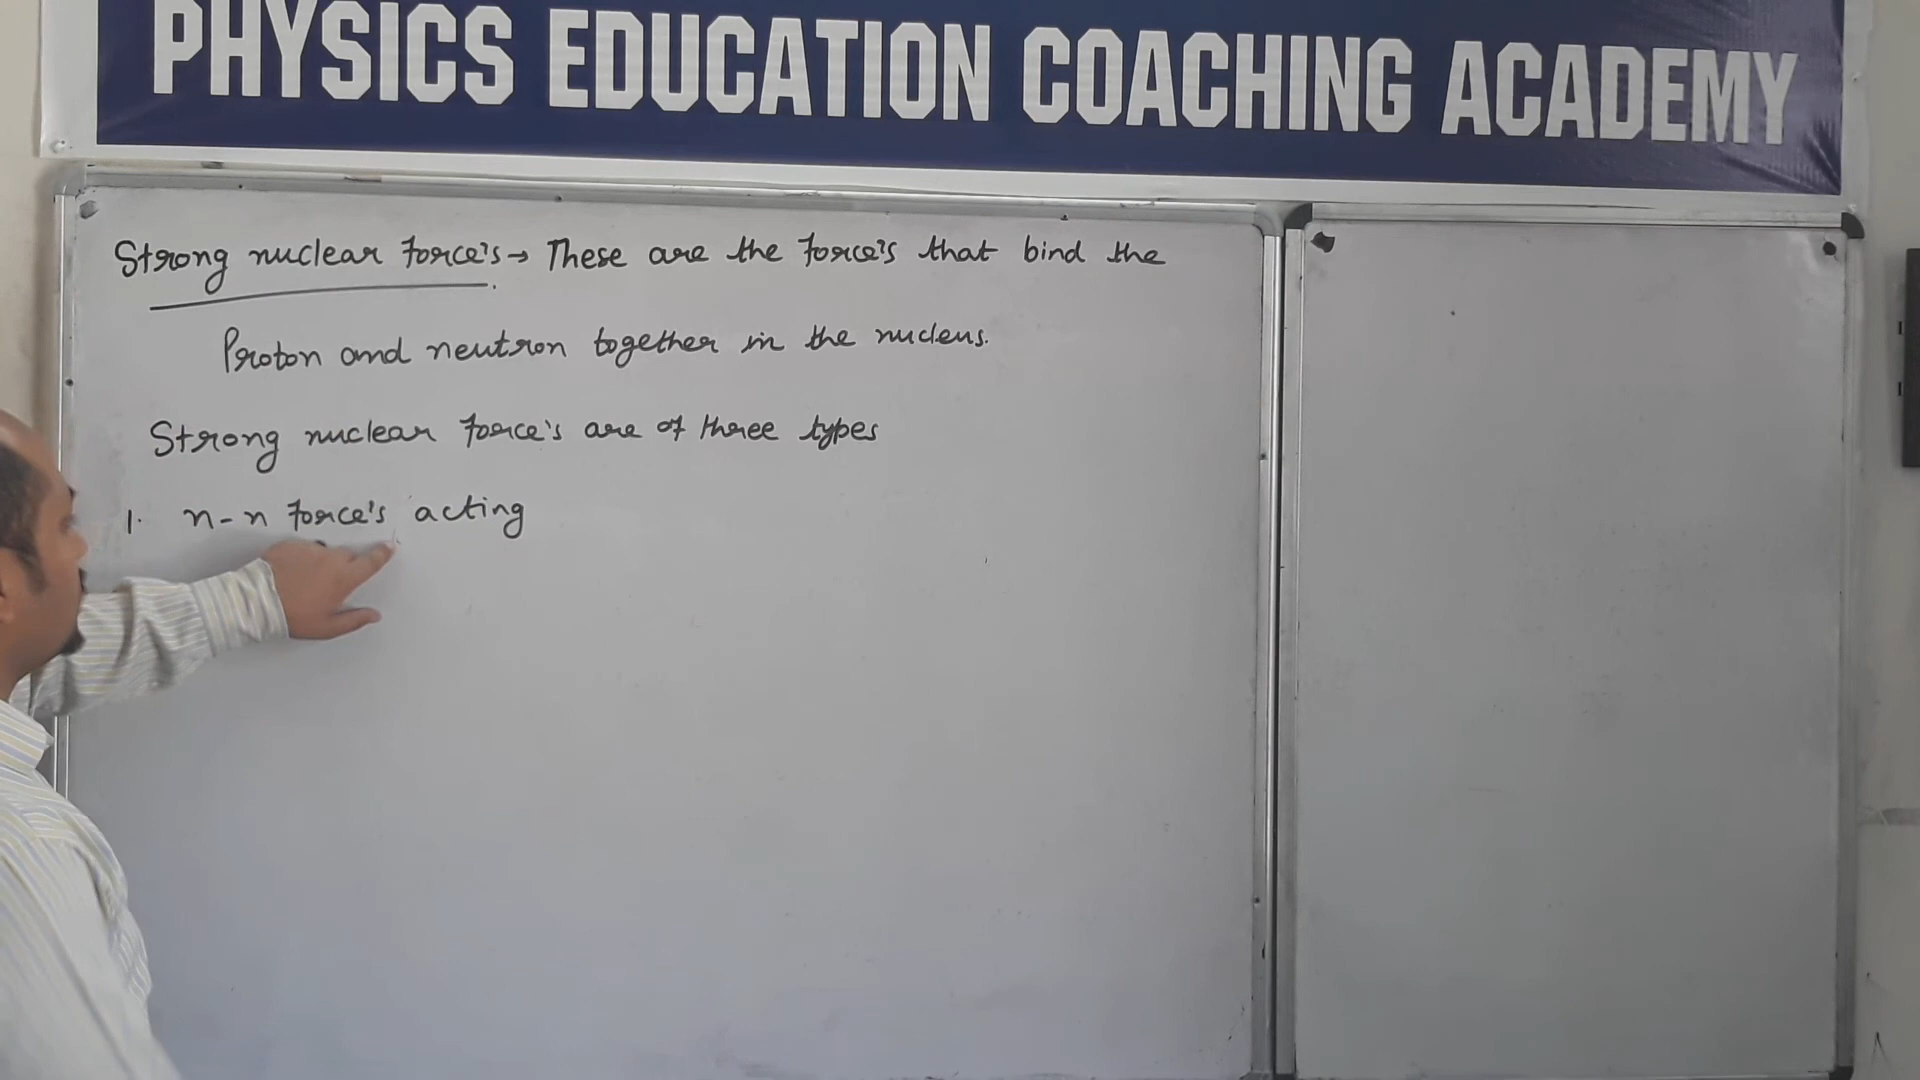 PHYSICS EDUCATION COACHING ACADEMY
Strong nuclear force's → These are the force's that bind the
Proton and neutron together in the nucleus.
Strong nuclear force's are of three types
1. n-n force's acting